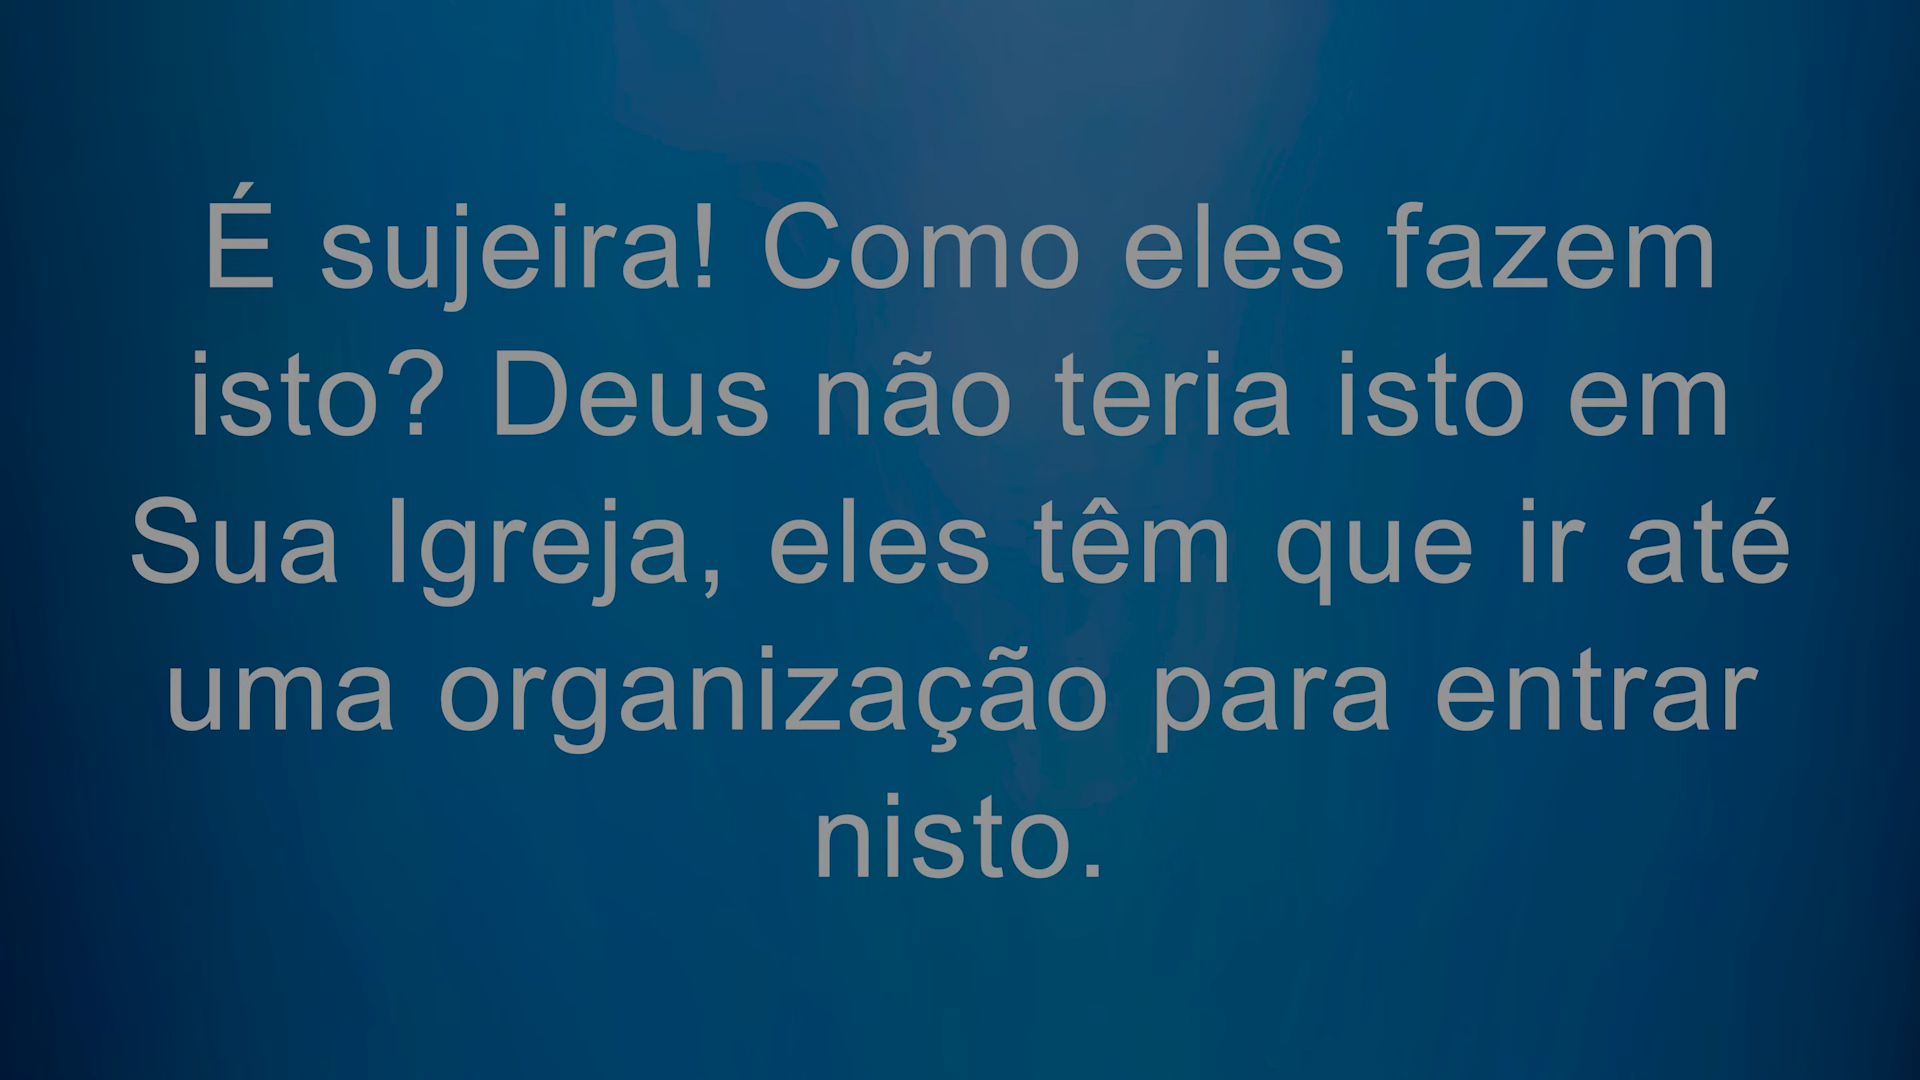 É sujeira! Como eles fazem
isto? Deus não teria isto em
Sua Igreja, eles têm que ir até
uma organização para entrar
nisto.